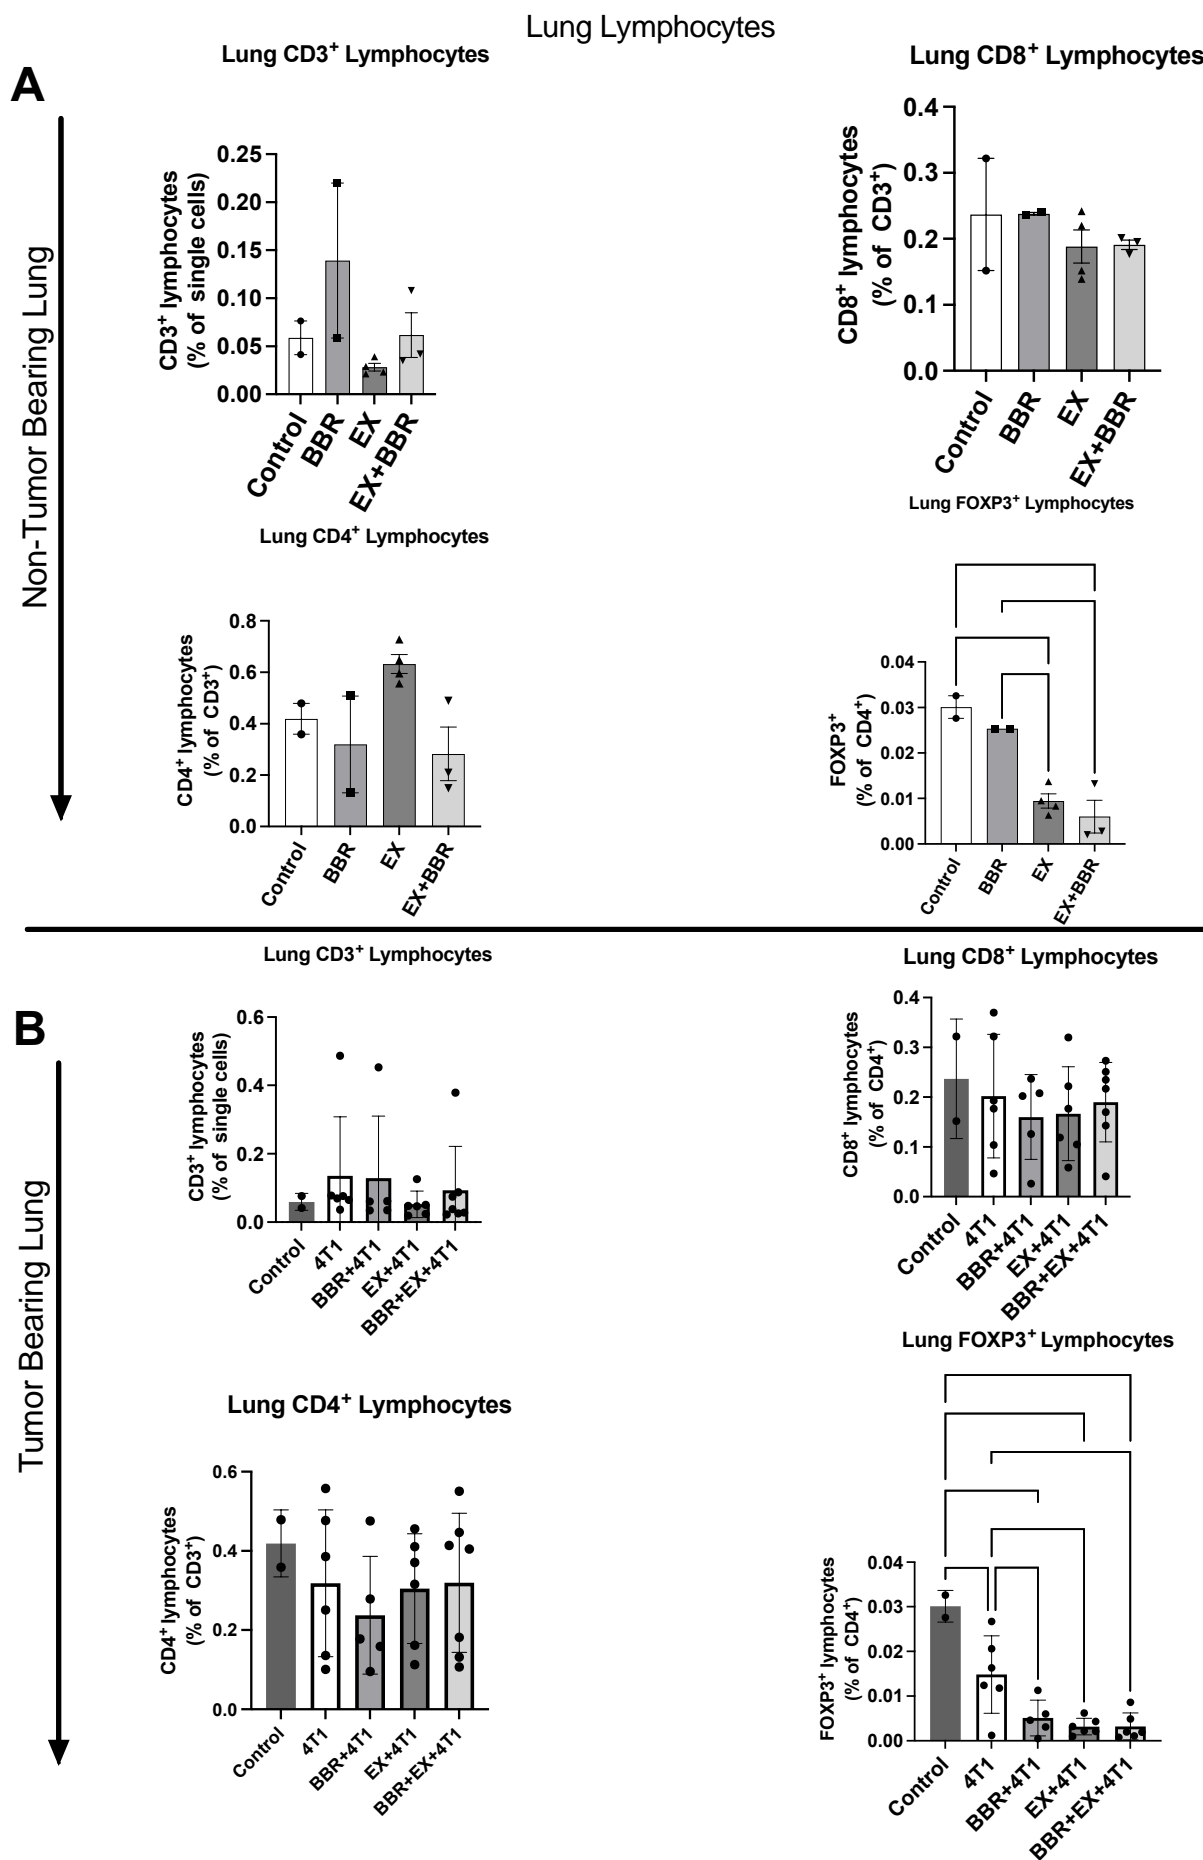 Lung Lymphocytes
A
Non-Tumor Bearing Lung
Lung CD3⁺ Lymphocytes
CD3⁺ lymphocytes
(% of single cells)
0.25
0.20
0.15
0.10
0.05
0.00
Control
BBR
EX
EX+BBR
Lung CD8⁺ Lymphocytes
CD8⁺ lymphocytes
(% of CD3⁺)
0.4
0.3
0.2
0.1
0.0
Control
BBR
EX
EX+BBR
Lung CD4⁺ Lymphocytes
CD4⁺ lymphocytes
(% of CD3⁺)
0.8
0.6
0.4
0.2
0.0
Control
BBR
EX
EX+BBR
Lung FOXP3⁺ Lymphocytes
FOXP3⁺
(% of CD4⁺)
0.04
0.03
0.02
0.01
0.00
Control
BBR
EX
EX+BBR
B
Tumor Bearing Lung
Lung CD3⁺ Lymphocytes
CD3⁺ lymphocytes
(% of single cells)
0.6
0.4
0.2
0.0
Control
4T1
BBR+4T1
EX+4T1
BBR+EX+4T1
Lung CD8⁺ Lymphocytes
CD8⁺ lymphocytes
(% of CD4⁺)
0.4
0.3
0.2
0.1
0.0
Control
4T1
BBR+4T1
EX+4T1
BBR+EX+4T1
Lung CD4⁺ Lymphocytes
CD4⁺ lymphocytes
(% of CD3⁺)
0.6
0.4
0.2
0.0
Control
4T1
BBR+4T1
EX+4T1
BBR+EX+4T1
Lung FOXP3⁺ Lymphocytes
FOXP3⁺ lymphocytes
(% of CD4⁺)
0.04
0.03
0.02
0.01
0.00
Control
4T1
BBR+4T1
EX+4T1
BBR+EX+4T1